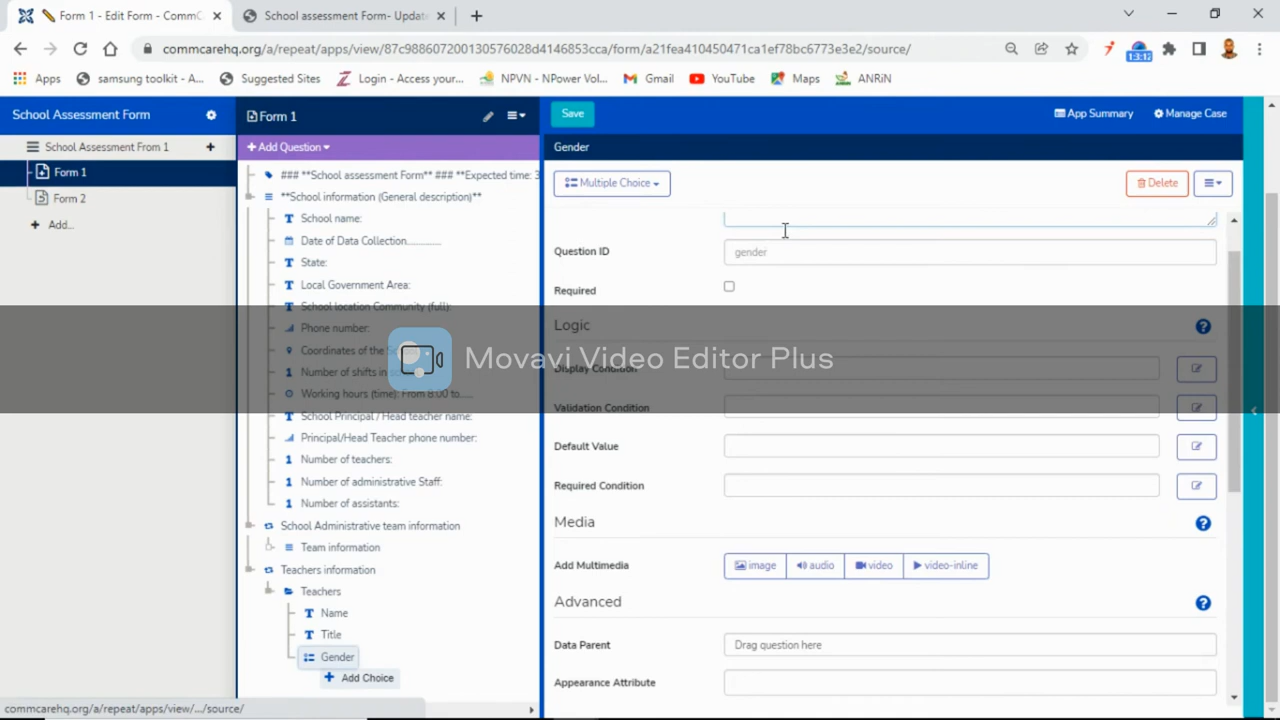 Form 1 - Edit Form - CommC
School assessment Form- Updat
commcarehq.org/a/repeat/apps/view/87c988607200130576028d4146853cca/form/a21fea410450471ca1ef78bc6773e3e2/source/
1:3:12
Apps
samsung toolkit - A...
Suggested Sites
Login - Access your...
NPVN - NPower Vol...
Gmail
YouTube
Maps
ANRiN
School Assessment Form
Form 1
Save
App Summary
Manage Case
School Assessment From 1
Add Question
Gender
Form 1
### **School assessment Form** ### **Expected time: 3
Multiple Choice
Delete
Form 2
**School information (General description)**
Add...
School name:
Date of Data Collection............
State:
Local Government Area:
School location Community (full):
Phone number:
Coordinates of the S
Number of shifts in s
Working hours (time): From 8:00 to.....
School Principal / Head teacher name:
Principal/Head Teacher phone number:
Number of teachers:
Number of administrative Staff:
Number of assistants:
School Administrative team information
Team information
Teachers information
Teachers
Name
Title
Gender
Add Choice
Question ID
gender
Required
Logic
Movavi Video Editor Plus
Display Condition
Validation Condition
Default Value
Required Condition
Media
Add Multimedia
image
audio
video
video-inline
Advanced
Data Parent
Drag question here
Appearance Attribute
commcarehq.org/a/repeat/apps/view/.../source/